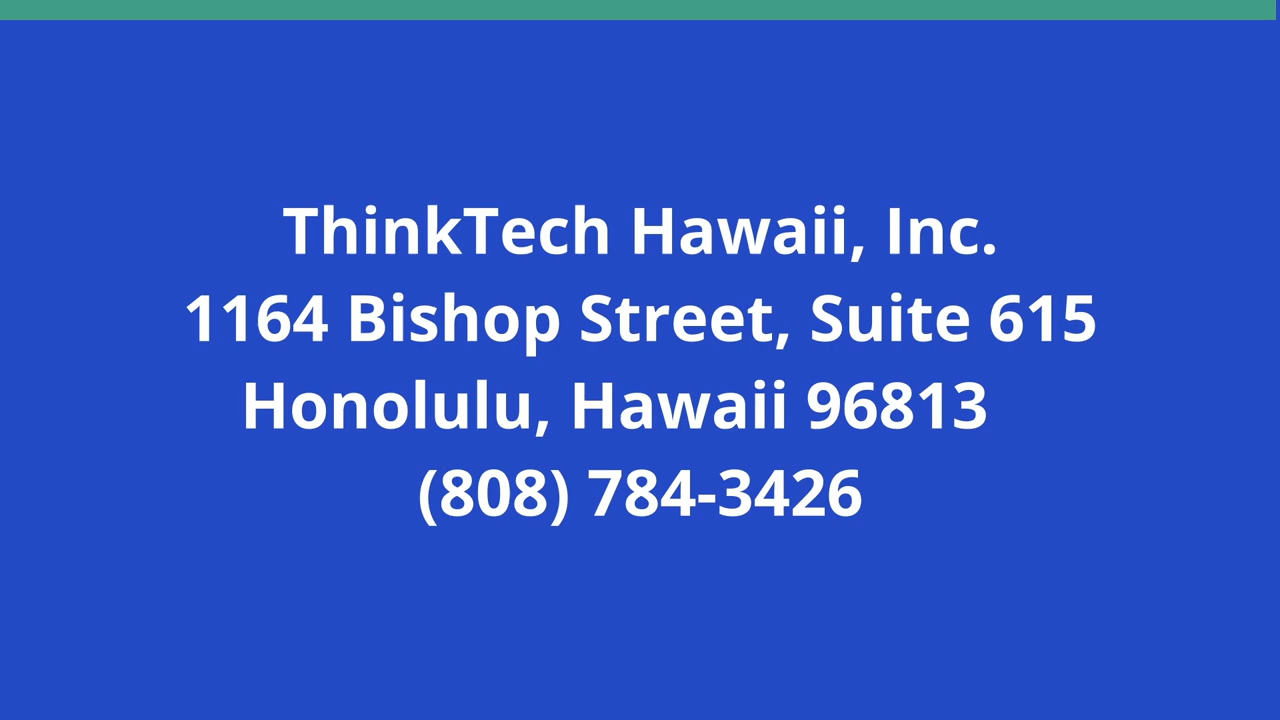 ThinkTech Hawaii, Inc.
1164 Bishop Street, Suite 615
Honolulu, Hawaii 96813
(808) 784-3426